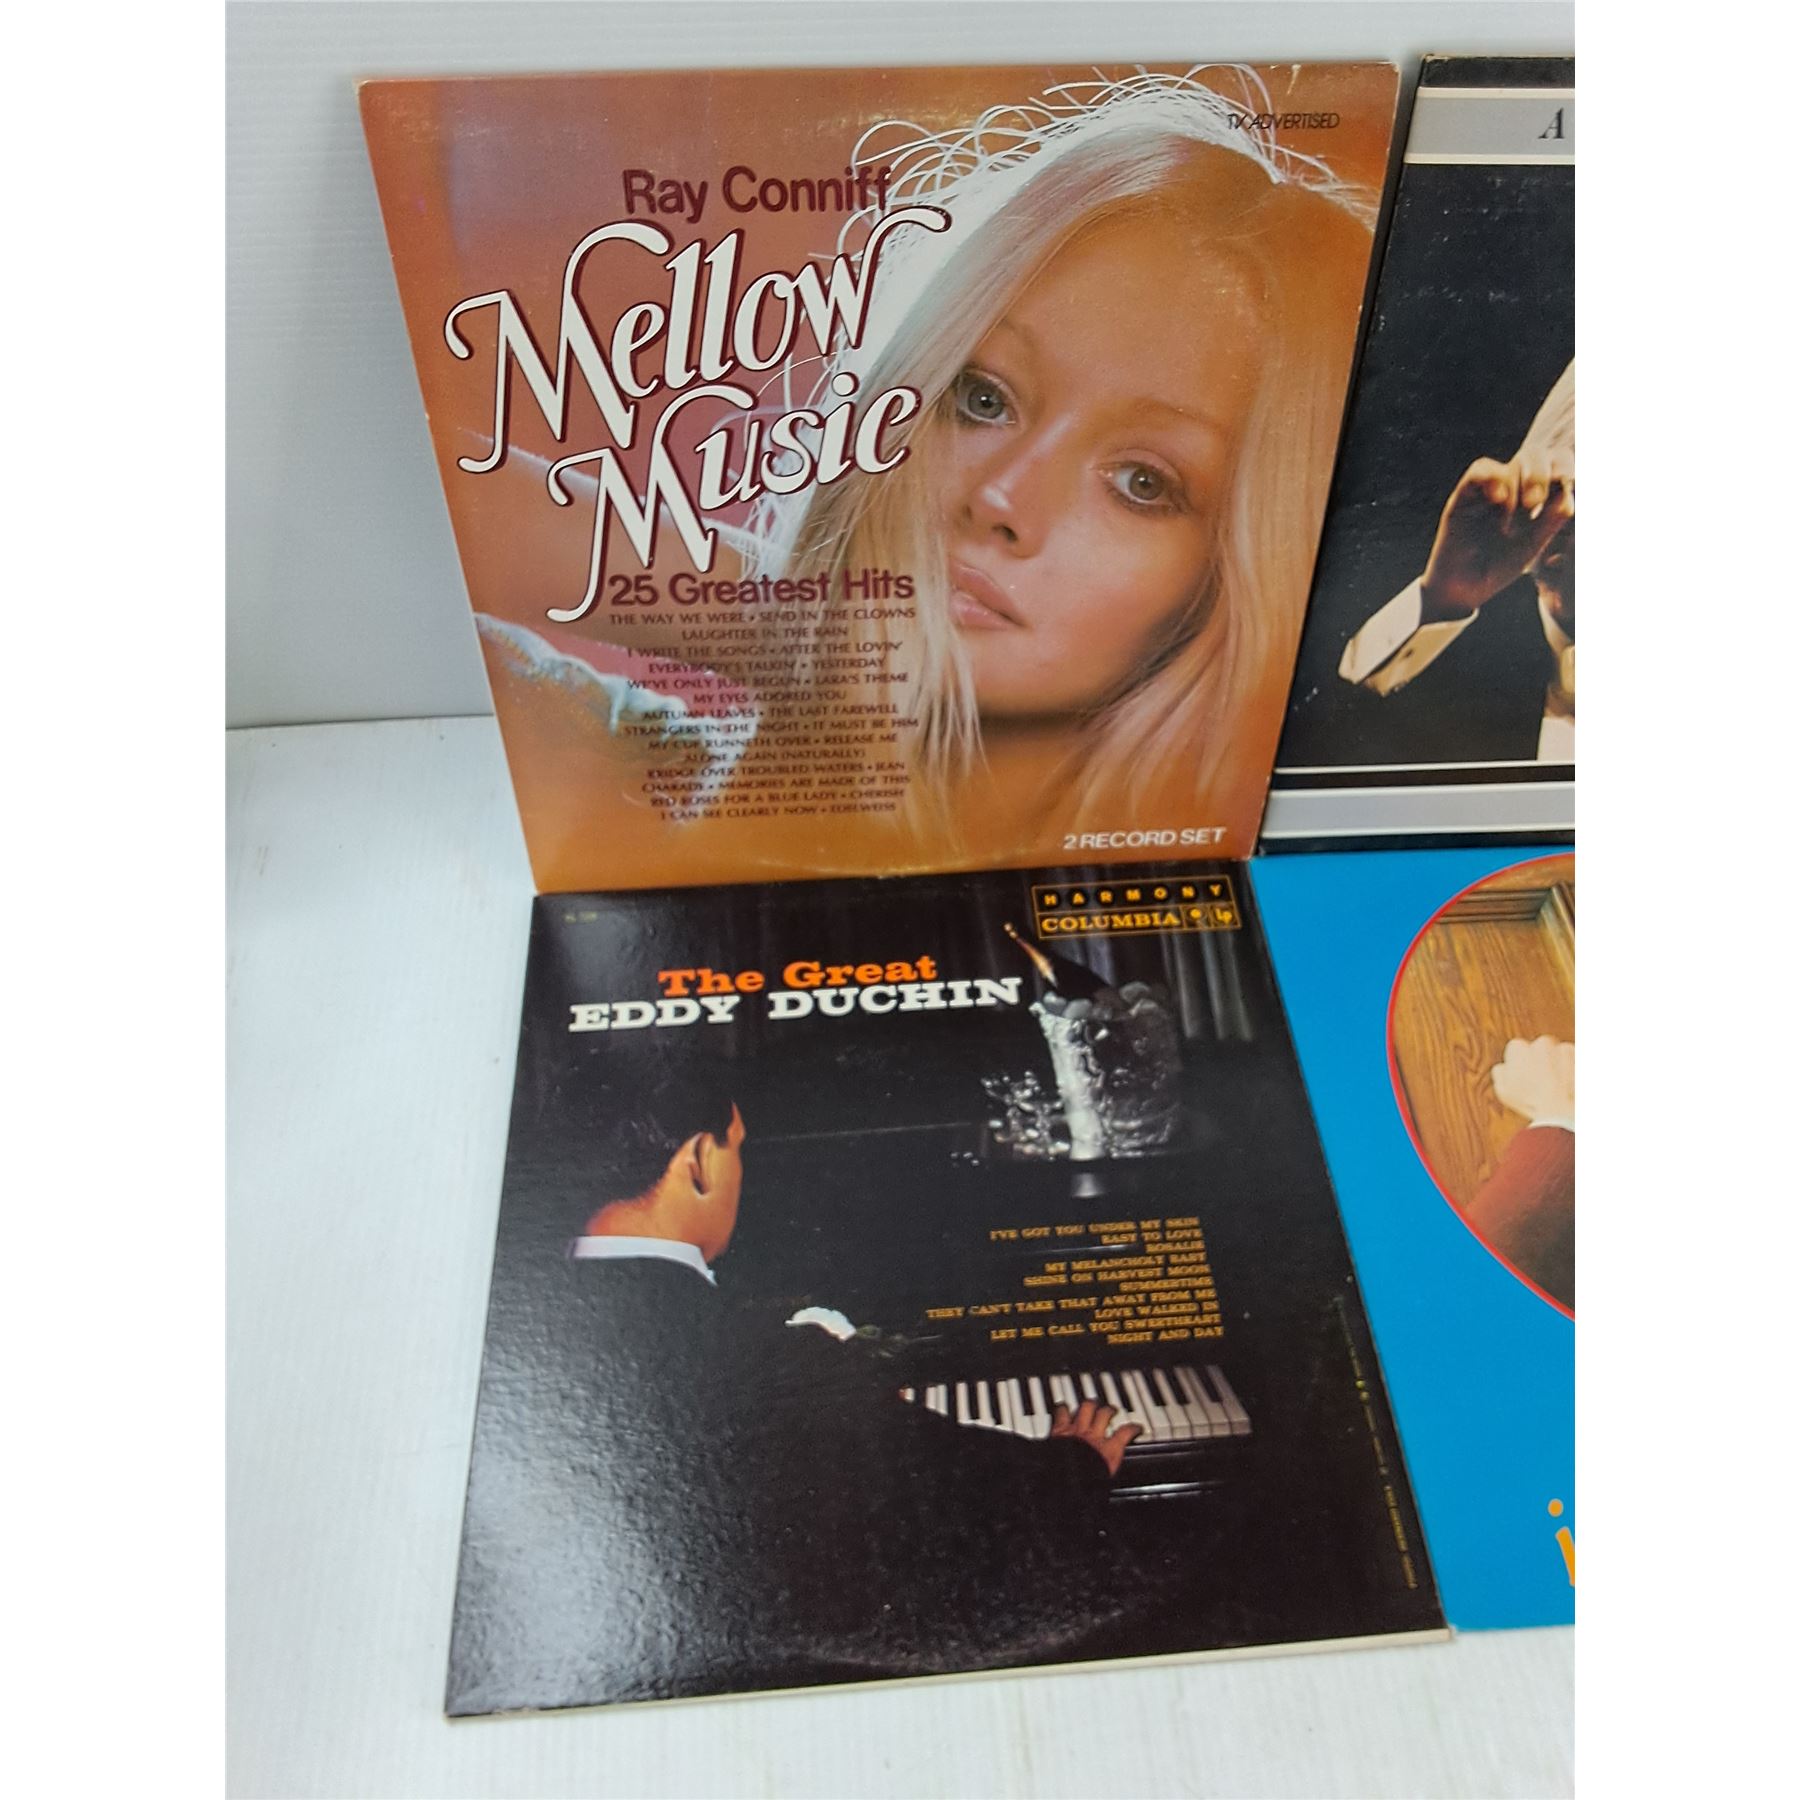 TV ADVERTISED
Ray Conniff
Mellow
Music
25 Greatest Hits
THE WAY WE WERE • SEND IN THE CLOWNS
LAUGHTER IN THE RAIN
I WRITE THE SONGS • AFTER THE LOVIN'
EVERYBODY'S TALKIN' • YESTERDAY
WE'VE ONLY JUST BEGUN • LARA'S THEME
MY EYES ADORED YOU
AUTUMN LEAVES • THE LAST FAREWELL
STRANGERS IN THE NIGHT • IT MUST BE HIM
MY CUP RUNNETH OVER • RELEASE ME
ALONE AGAIN (NATURALLY)
BRIDGE OVER TROUBLED WATERS • JEAN
CHARADE • MEMORIES ARE MADE OF THIS
RED ROSES FOR A BLUE LADY • CHERISH
I CAN SEE CLEARLY NOW • EDELWEISS
2 RECORD SET
A
HARMONY
COLUMBIA LP
The Great
EDDY DUCHIN
I'VE GOT YOU UNDER MY SKIN
EASY TO LOVE
ROSALIE
MY MELANCHOLY BABY
SHINE ON HARVEST MOON
SUMMERTIME
THEY CAN'T TAKE THAT AWAY FROM ME
LOVE WALKED IN
LET ME CALL YOU SWEETHEART
NIGHT AND DAY
i